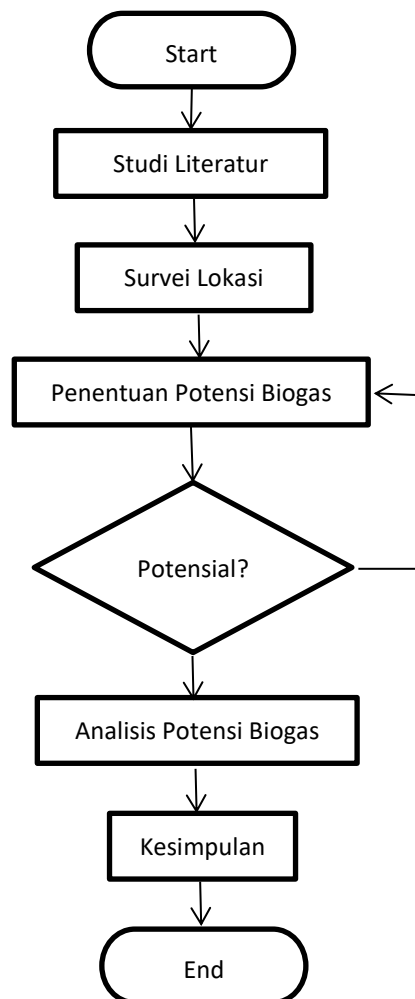 Start
Studi Literatur
Survei Lokasi
Penentuan Potensi Biogas
Potensial?
Analisis Potensi Biogas
Kesimpulan
End